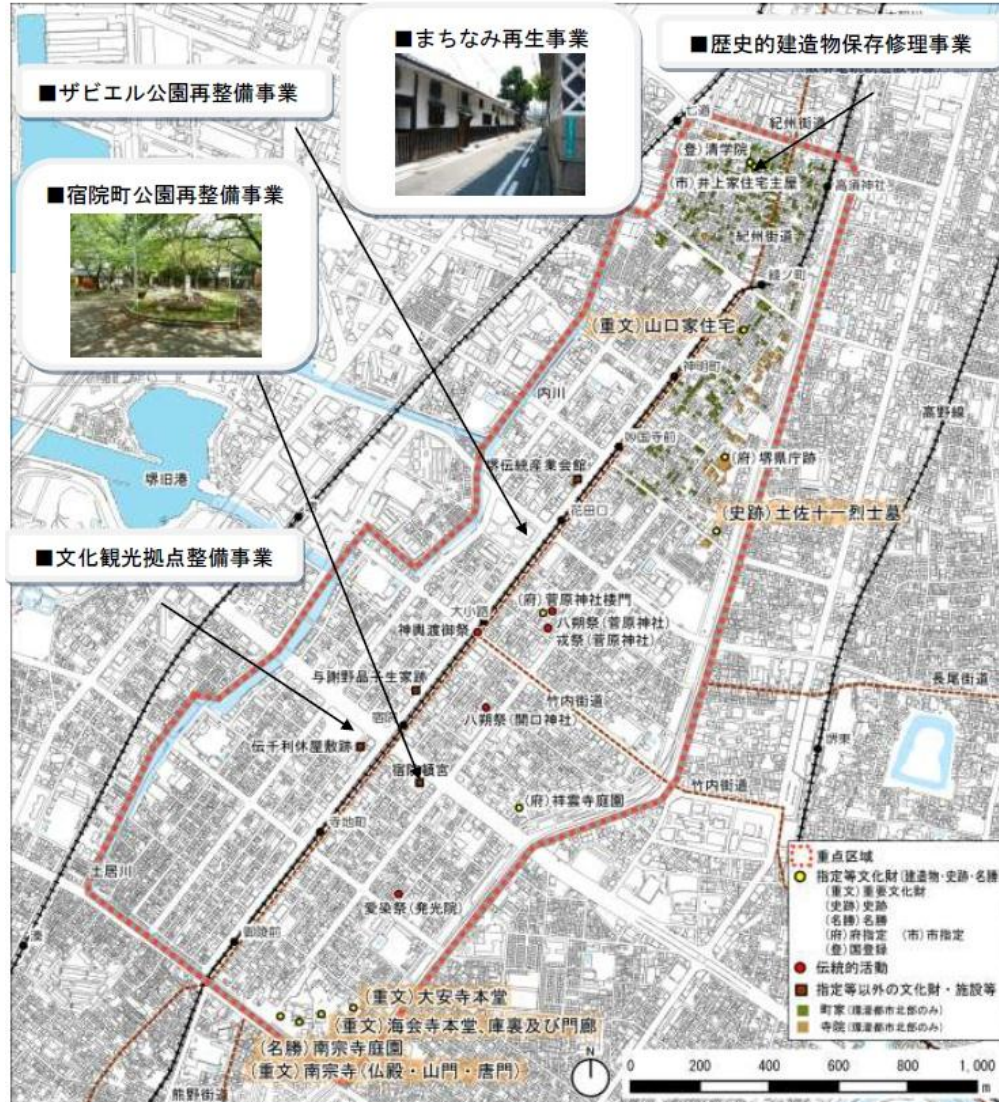 ■まちなみ再生事業
■歴史的建造物保存修理事業
■ザビエル公園再整備事業
■宿院町公園再整備事業
■文化観光拠点整備事業
七道
紀州街道
(登)清学院
(市)井上家住宅主屋
高須神社
紀州街道
綾ノ町
(重文)山口家住宅
神明町
内川
高野線
妙国寺前
(府)堺県庁跡
堺伝統産業会館
堺旧港
花田口
(史跡)土佐十一烈士墓
(府)菅原神社楼門
大小路
八朔祭(菅原神社)
神輿渡御祭
戎祭(菅原神社)
与謝野晶子生家跡
竹内街道
長尾街道
八朔祭(開口神社)
宿院
堺東
伝千利休屋敷跡
宿院頓宮
竹内街道
(府)祥雲寺庭園
寺地町
土居川
愛染祭(発光院)
御陵前
湊
(重文)大安寺本堂
(重文)海会寺本堂、庫裏及び門廊
(名勝)南宗寺庭園
(重文)南宗寺(仏殿・山門・唐門)
熊野街道
重点区域
指定等文化財(建造物・史跡・名勝
(重文)重要文化財
(史跡)史跡
(名勝)名勝
(府)府指定 (市)市指定
(登)国登録
伝統的活動
指定等以外の文化財・施設等
町家(環濠都市北部のみ)
寺院(環濠都市北部のみ)
N
0 200 400 600 800 1,000
m